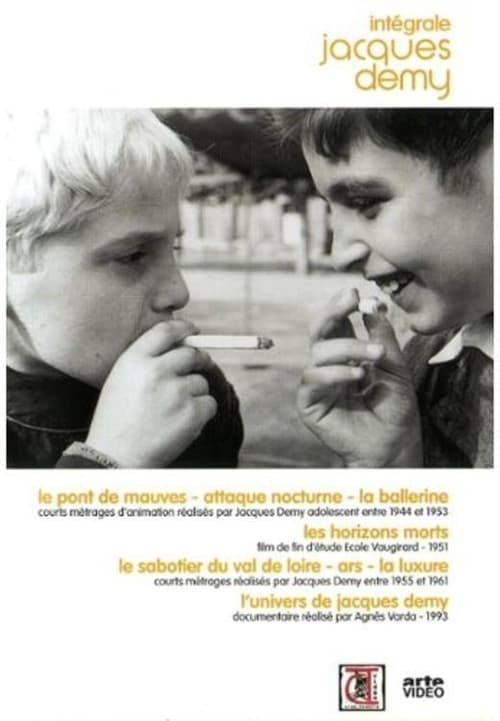 intégrale
jacques
demy
le pont de mauves - attaque nocturne - la ballerine
courts métrages d'animation réalisés par Jacques Demy adolescent entre 1944 et 1953
les horizons morts
film de fin d'étude Ecole Vaugirard - 1951
le sabotier du val de loire - ars - la luxure
courts métrages réalisés par Jacques Demy entre 1955 et 1961
l'univers de jacques demy
documentaire réalisé par Agnès Varda - 1993
arte
VIDEO